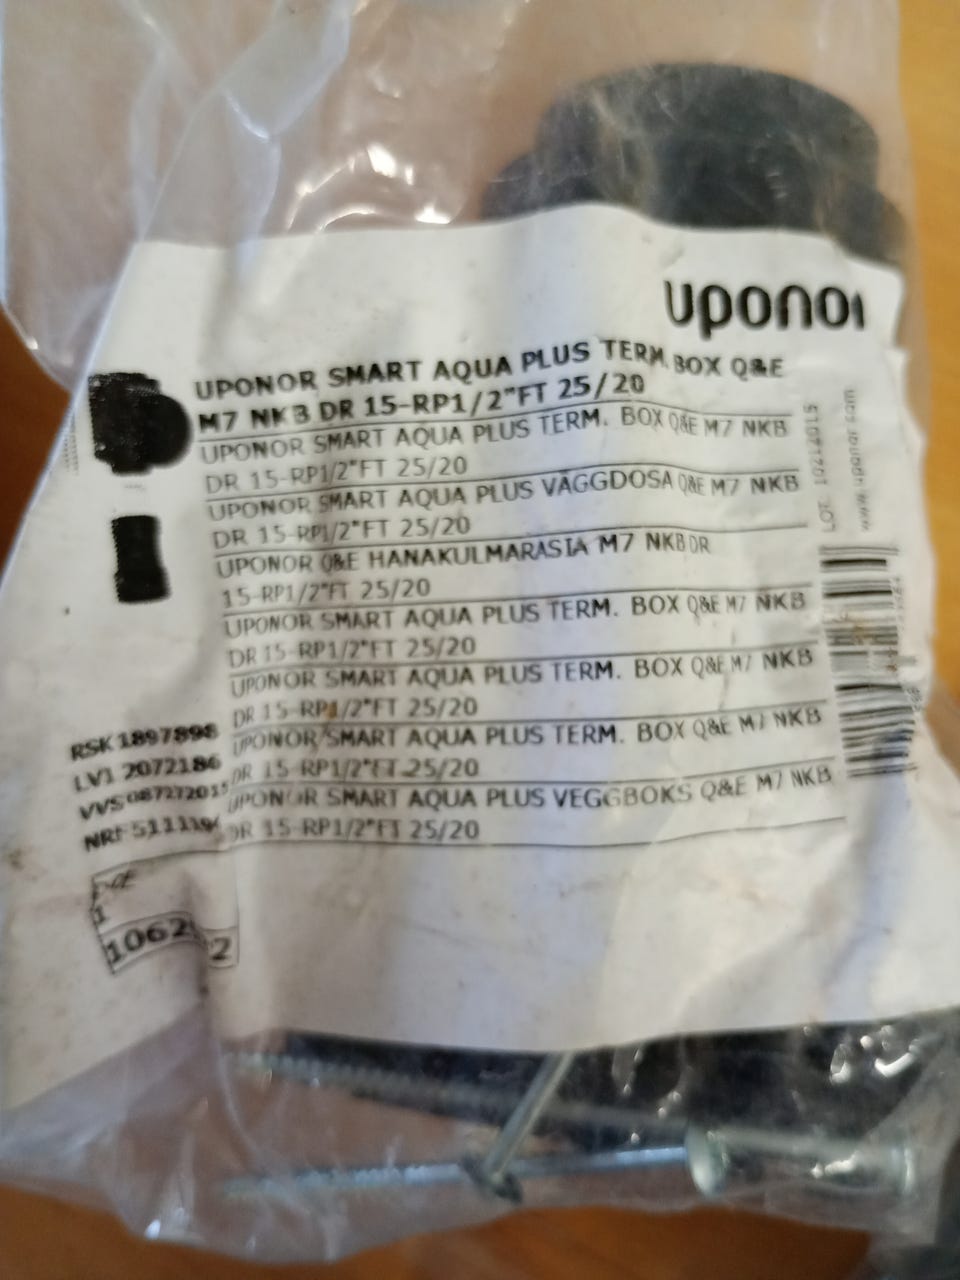 uponor
UPONOR SMART AQUA PLUS TERM. BOX Q&E
M7 NKB DR 15-RP1/2"FT 25/20
UPONOR SMART AQUA PLUS TERM. BOX Q&E M7 NKB
DR 15-RP1/2"FT 25/20
UPONOR SMART AQUA PLUS VÄGGDOSA Q&E M7 NKB
DR 15-RP1/2"FT 25/20
UPONOR Q&E HANAKULMARASIA M7 NKB DR
15-RP1/2"FT 25/20
UPONOR SMART AQUA PLUS TERM. BOX Q&E M7 NKB
DR 15-RP1/2"FT 25/20
UPONOR SMART AQUA PLUS TERM. BOX Q&E M7 NKB
DR 15-RP1/2"FT 25/20
UPONOR SMART AQUA PLUS TERM. BOX Q&E M7 NKB
DR 15-RP1/2"FT 25/20
UPONOR SMART AQUA PLUS VEGGBOKS Q&E M7 NKB
DR 15-RP1/2"FT 25/20
LOT
www.uponor.com
RSK 1897898
LVI 2072186
VVS
NRF
1